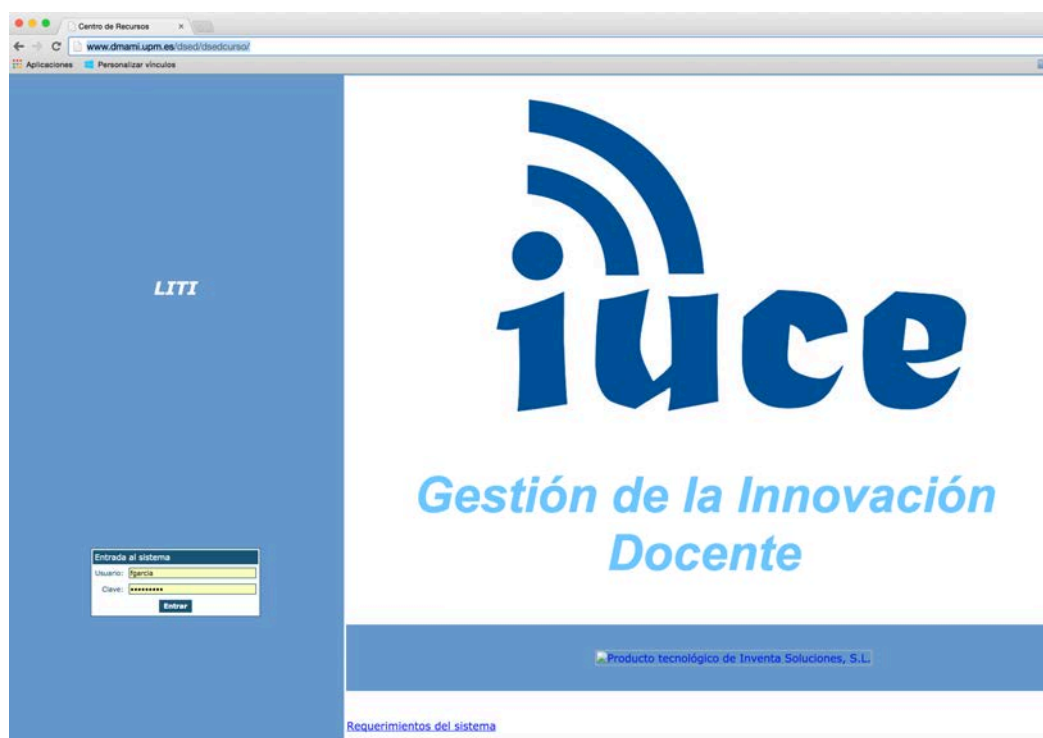 Centro de Recursos
www.dmami.upm.es/dsed/dsedcurso/
Aplicaciones
Personalizar vínculos
LITI
iuce
Gestión de la Innovación
Docente
Entrada al sistema
Usuario: fgarcia
Clave: •••••••••
Entrar
Producto tecnológico de Inventa Soluciones, S.L.
Requerimientos del sistema